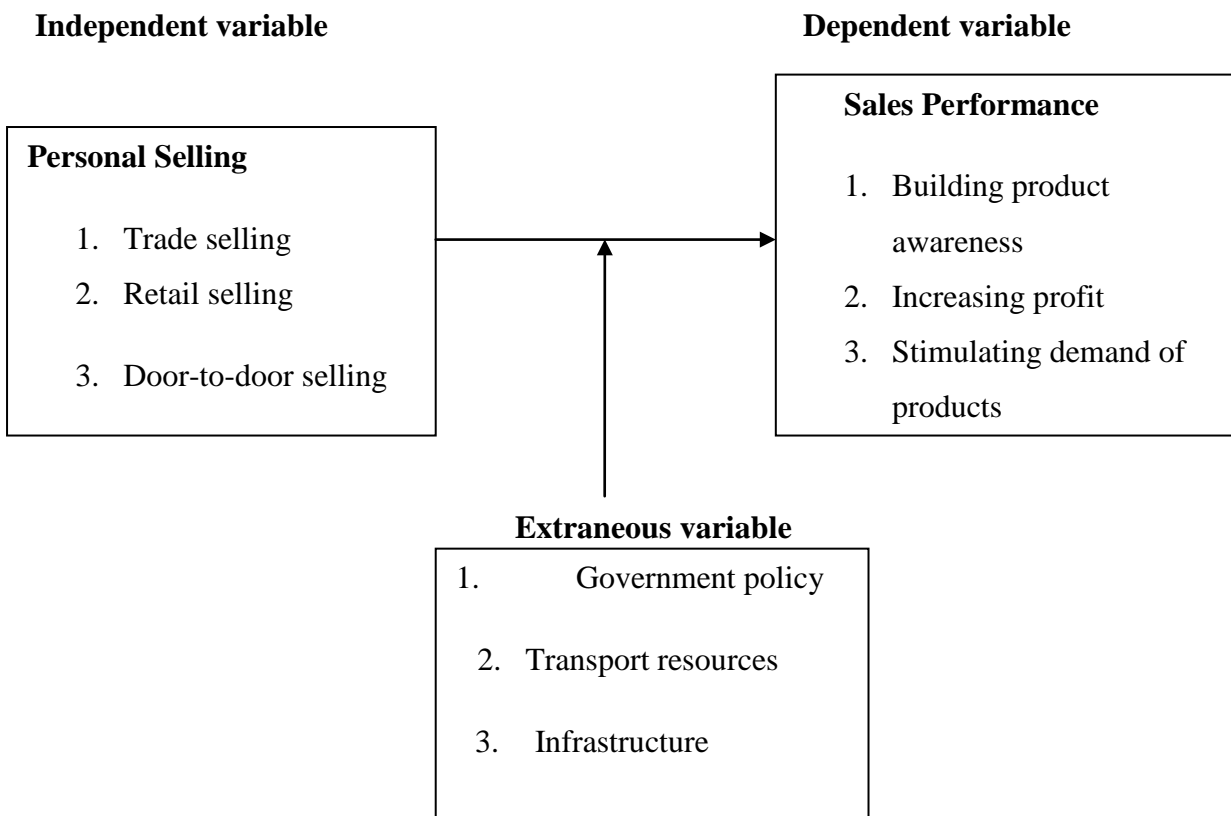 Independent variable
Dependent variable
Personal Selling
1. Trade selling
2. Retail selling
3. Door-to-door selling
Sales Performance
1. Building product
awareness
2. Increasing profit
3. Stimulating demand of
products
Extraneous variable
1. Government policy
2. Transport resources
3. Infrastructure